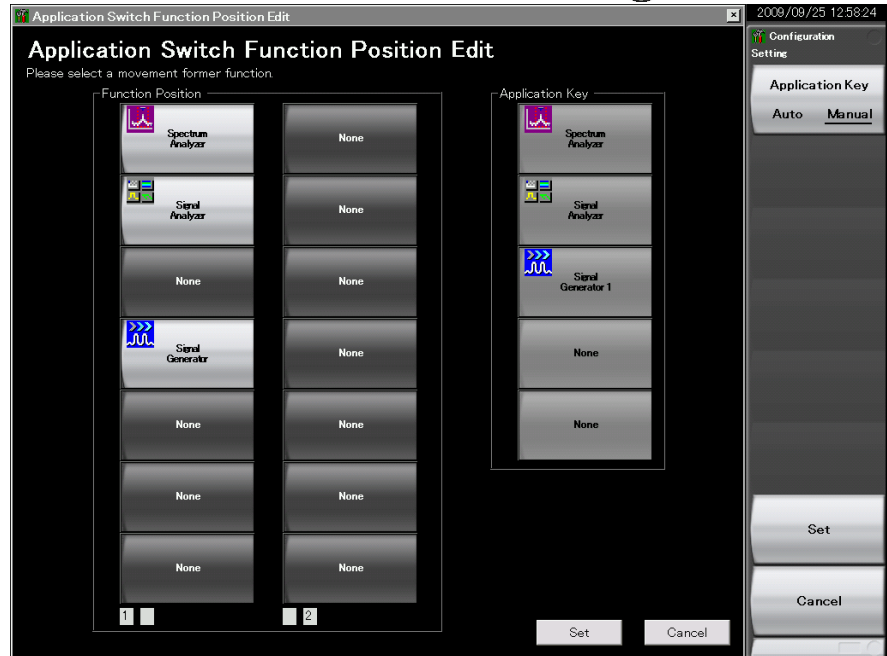 Application Switch Function Position Edit
2009/09/25 12:58:24
Application Switch Function Position Edit
Please select a movement former function.
Function Position
Spectrum
Analyzer
None
Signal
Analyzer
None
None
None
Signal
Generator
None
None
None
None
None
None
None
1
2
Application Key
Spectrum
Analyzer
Signal
Analyzer
Signal
Generator 1
None
None
Set
Cancel
Configuration
Setting
Application Key
Auto Manual
Set
Cancel